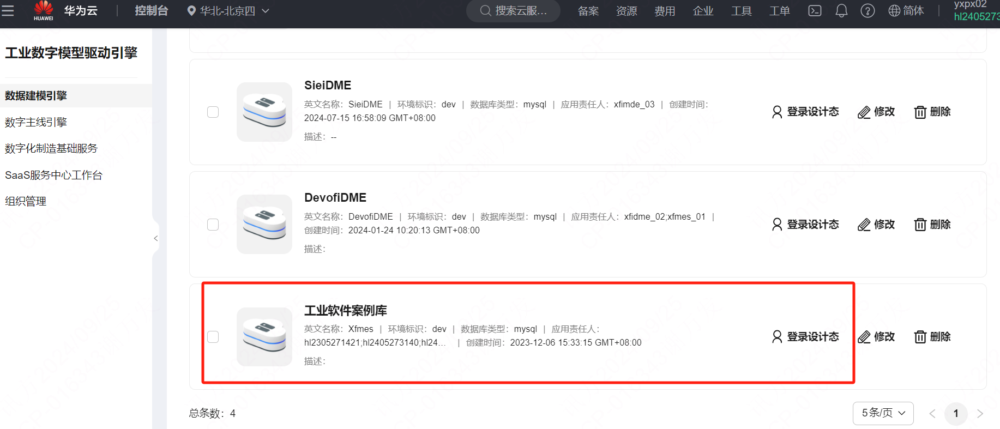 HUAWEI 华为云 控制台 华北-北京四 搜索云服... 备案 资源 费用 企业 工具 工单 简体 yxpx02
hl2405273
工业数字模型驱动引擎
数据建模引擎
数字主线引擎
数字化制造基础服务
SaaS服务中心工作台
组织管理
SieiDME
英文名称：SieiDME | 环境标识：dev | 数据库类型：mysql | 应用责任人：xfimde_03 | 创建时间：
2024-07-15 16:58:09 GMT+08:00
描述：--
登录设计态 修改 删除
DevofiDME
英文名称：DevofiDME | 环境标识：dev | 数据库类型：mysql | 应用责任人：xfidme_02;xfmes_01 |
创建时间：2024-01-24 10:20:13 GMT+08:00
描述：
登录设计态 修改 删除
工业软件案例库
英文名称：Xfmes | 环境标识：dev | 数据库类型：mysql | 应用责任人：
hl2305271421;hl2405273140;hl24... | 创建时间：2023-12-06 15:33:15 GMT+08:00
描述：
登录设计态 修改 删除
总条数：4
5条/页 < 1 >